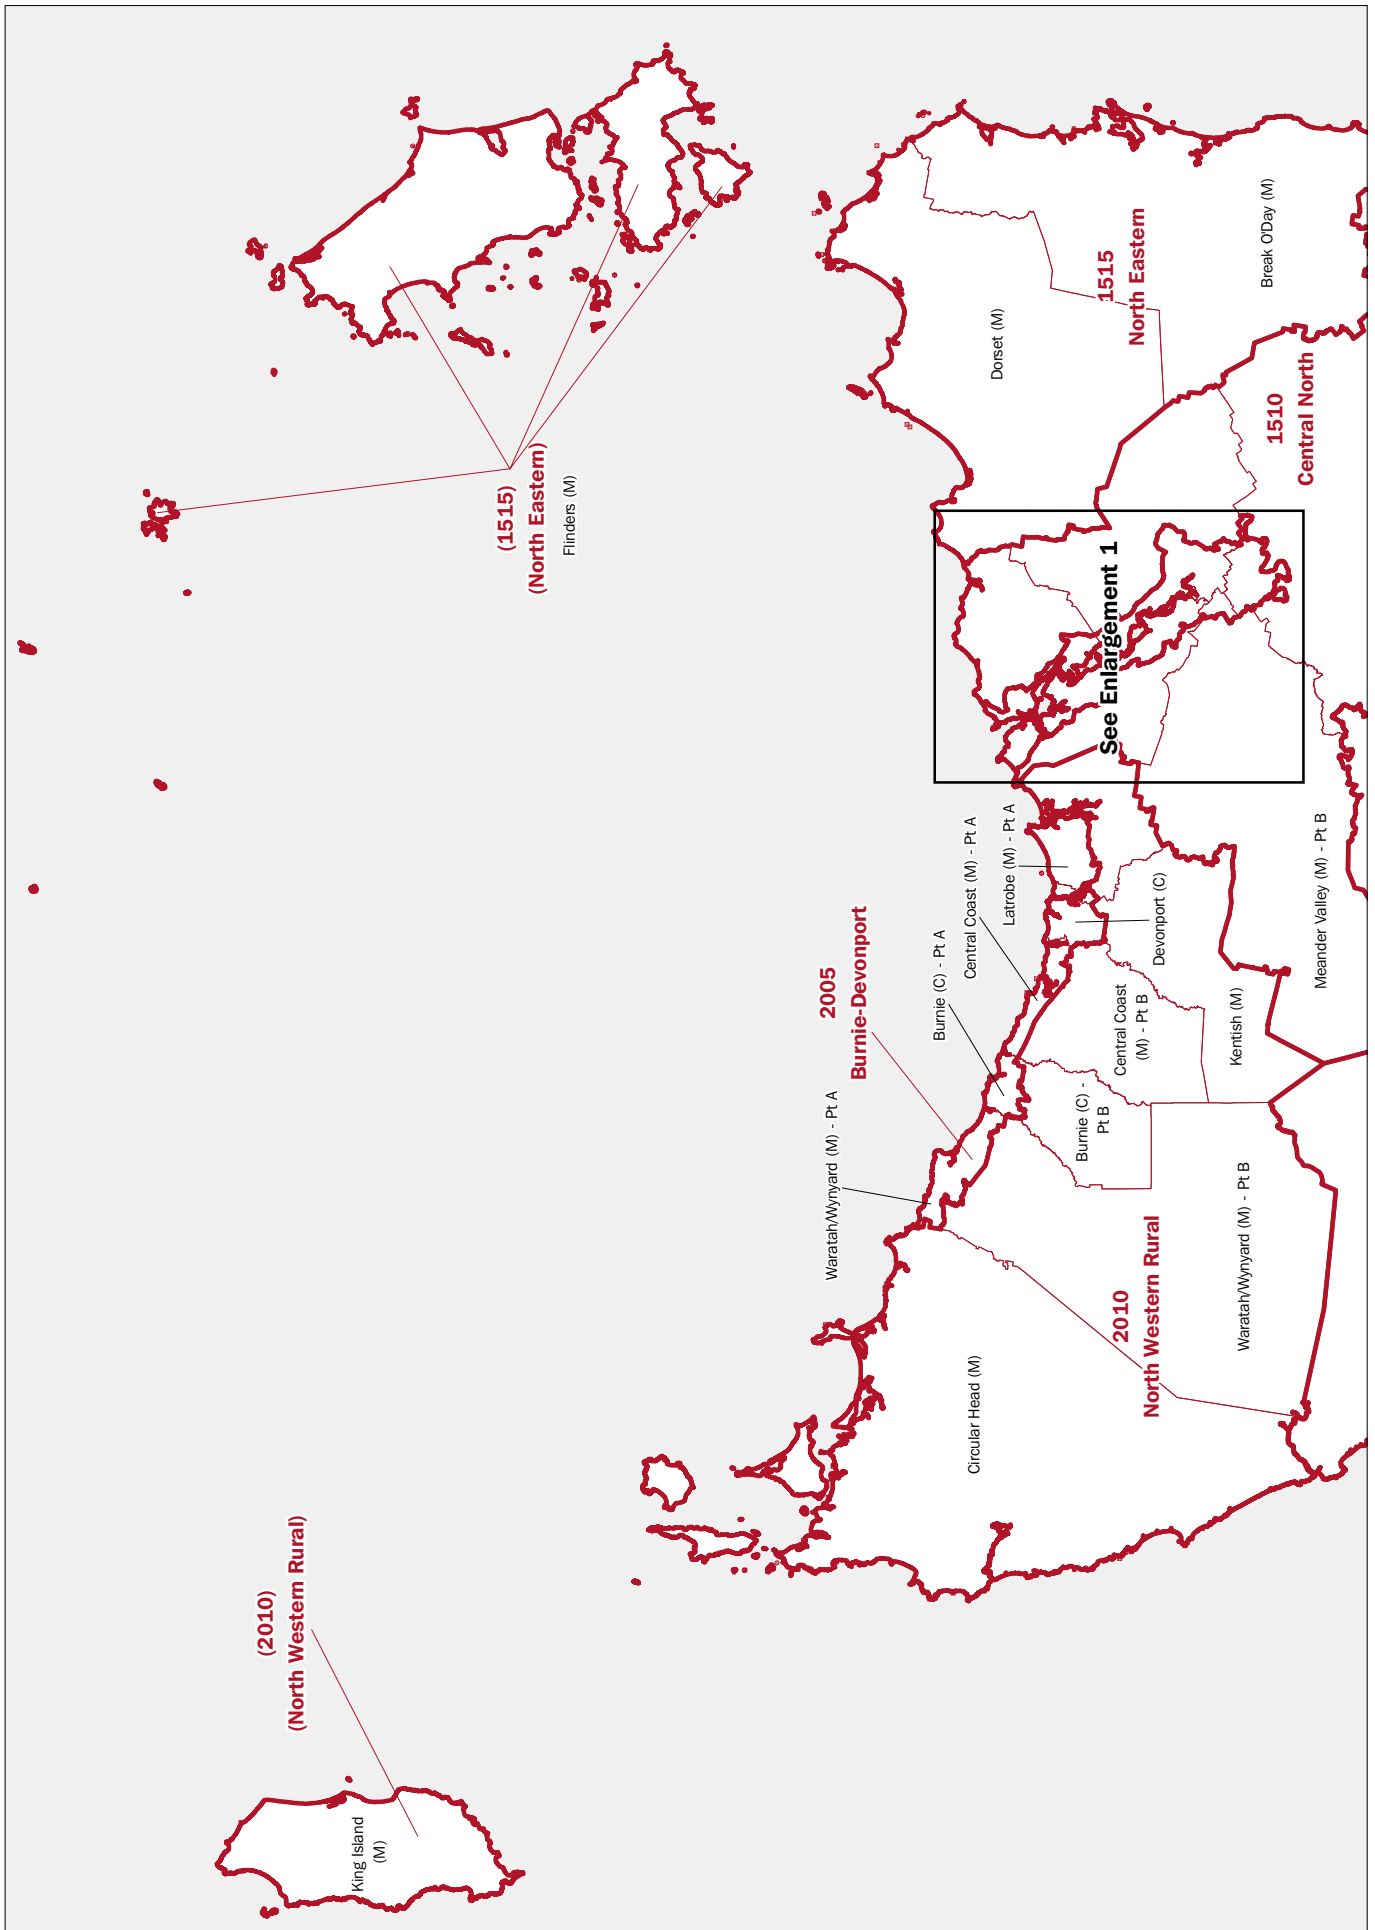 (2010)
(North Western Rural)
King Island
(M)
(1515)
(North Eastern)
Flinders (M)
2005
Burnie-Devonport
Waratah/Wynyard (M) - Pt A
Burnie (C) - Pt A
Central Coast (M) - Pt A
Latrobe (M) - Pt A
Circular Head (M)
2010
North Western Rural
Waratah/Wynyard (M) - Pt B
Burnie (C) -
Pt B
Central Coast
(M) - Pt B
Devonport (C)
Kentish (M)
Meander Valley (M) - Pt B
See Enlargement 1
Dorset (M)
1515
North Eastern
Break O'Day (M)
1510
Central North